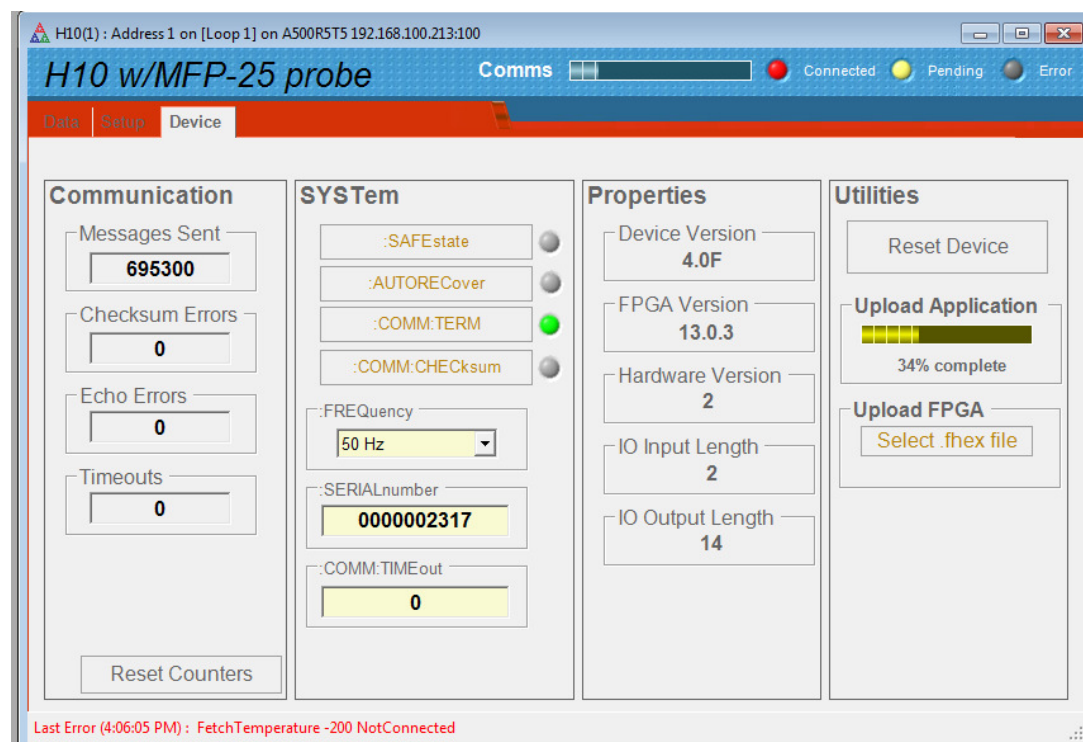 H10(1) : Address 1 on [Loop 1] on A500R5T5 192.168.100.213:100
H10 w/MFP-25 probe
Comms
Connected
Pending
Error
Data
Setup
Device
Communication
Messages Sent
695300
Checksum Errors
0
Echo Errors
0
Timeouts
0
Reset Counters
SYSTem
:SAFEstate
:AUTORECover
:COMM:TERM
:COMM:CHECksum
:FREQuency
50 Hz
:SERIALnumber
0000002317
:COMM:TIMEout
0
Properties
Device Version
4.0F
FPGA Version
13.0.3
Hardware Version
2
IO Input Length
2
IO Output Length
14
Utilities
Reset Device
Upload Application
34% complete
Upload FPGA
Select .fhex file
Last Error (4:06:05 PM) : FetchTemperature -200 NotConnected